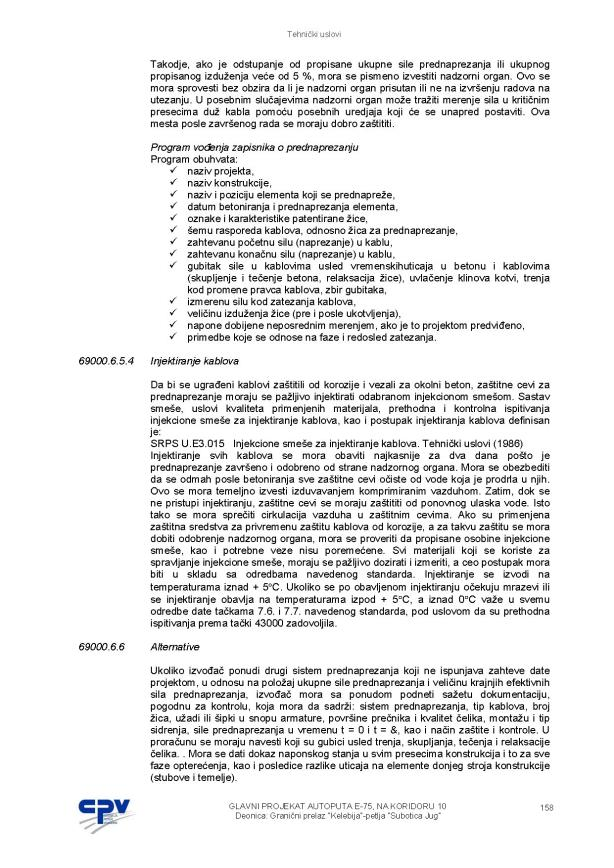 Tehnički uslovi
Takodje, ako je odstupanje od propisane ukupne sile prednaprezanja ili ukupnog
propisanog izduženja veće od 5 %, mora se pismeno izvestiti nadzorni organ. Ovo se
mora sprovesti bez obzira da li je nadzorni organ prisutan ili ne na izvršenju radova na
utezanju. U posebnim slučajevima nadzorni organ može tražiti merenje sila u kritičnim
presecima duž kabla pomoću posebnih uredjaja koji će se unapred postaviti. Ova
mesta posle završenog rada se moraju dobro zaštititi.
Program vođenja zapisnika o prednaprezanju
Program obuhvata:
✓ naziv projekta,
✓ naziv konstrukcije,
✓ naziv i poziciju elementa koji se prednapreže,
✓ datum betoniranja i prednaprezanja elementa,
✓ oznake i karakteristike patentirane žice,
✓ šemu rasporeda kablova, odnosno žica za prednaprezanje,
✓ zahtevanu početnu silu (naprezanje) u kablu,
✓ zahtevanu konačnu silu (naprezanje) u kablu,
✓ gubitak sile u kablovima usled vremenskihuticaja u betonu i kablovima
(skupljenje i tečenje betona, relaksacija žice), uvlačenje klinova kotvi, trenja
kod promene pravca kablova, zbir gubitaka,
✓ izmerenu silu kod zatezanja kablova,
✓ veličinu izduženja žice (pre i posle ukotvljenja),
✓ napone dobijene neposrednim merenjem, ako je to projektom predviđeno,
✓ primedbe koje se odnose na faze i redosled zatezanja.
69000.6.5.4 Injektiranje kablova
Da bi se ugrađeni kablovi zaštitili od korozije i vezali za okolni beton, zaštitne cevi za
prednaprezanje moraju se pažljivo injektirati odabranom injekcionom smešom. Sastav
smeše, uslovi kvaliteta primenjenih materijala, prethodna i kontrolna ispitivanja
injekcione smeše za injektiranje kablova, kao i postupak injektiranja kablova definisan
je:
SRPS U.E3.015 Injekcione smeše za injektiranje kablova. Tehnički uslovi (1986)
Injektiranje svih kablova se mora obaviti najkasnije za dva dana pošto je
prednaprezanje završeno i odobreno od strane nadzornog organa. Mora se obezbediti
da se odmah posle betoniranja sve zaštitne cevi očiste od vode koja je prodrla u njih.
Ovo se mora temeljno izvesti izduvavanjem komprimiranim vazduhom. Zatim, dok se
ne pristupi injektiranju, zaštitne cevi se moraju zaštititi od ponovnog ulaska vode. Isto
tako se mora sprečiti cirkulacija vazduha u zaštitnim cevima. Ako su primenjena
zaštitna sredstva za privremenu zaštitu kablova od korozije, a za takvu zaštitu se mora
dobiti odobrenje nadzornog organa, mora se proveriti da propisane osobine injekcione
smeše, kao i potrebne veze nisu poremećene. Svi materijali koji se koriste za
spravljanje injekcione smeše, moraju se pažljivo dozirati i izmeriti, a ceo postupak mora
biti u skladu sa odredbama navedenog standarda. Injektiranje se izvodi na
temperaturama iznad + 5°C. Ukoliko se po obavljenom injektiranju očekuju mrazevi ili
se injektiranje obavlja na temperaturama izpod + 5°C, a iznad 0°C važe u svemu
odredbe date tačkama 7.6. i 7.7. navedenog standarda, pod uslovom da su prethodna
ispitivanja prema tački 43000 zadovoljila.
69000.6.6 Alternative
Ukoliko izvođač ponudi drugi sistem prednaprezanja koji ne ispunjava zahteve date
projektom, u odnosu na položaj ukupne sile prednaprezanja i veličinu krajnjih efektivnih
sila prednaprezanja, izvođač mora sa ponudom podneti sažetu dokumentaciju,
pogodnu za kontrolu, koja mora da sadrži: sistem prednaprezanja, tip kablova, broj
žica, užadi ili šipki u snopu armature, površine prečnika i kvalitet čelika, montažu i tip
sidrenja, sile prednaprezanja u vremenu t = 0 i t = &, kao i način zaštite i kontrole. U
proračunu se moraju navesti koji su gubici usled trenja, skupljanja, tečenja i relaksacije
čelika. . Mora se dati dokaz naponskog stanja u svim presecima konstrukcija i to za sve
faze opterećenja, kao i posledice razlike uticaja na elemente donjeg stroja konstrukcije
(stubove i temelje).
CPV
GLAVNI PROJEKAT AUTOPUTA E-75, NA KORIDORU 10
Deonica: Granični prelaz "Kelebija"-petlja "Subotica Jug"
158